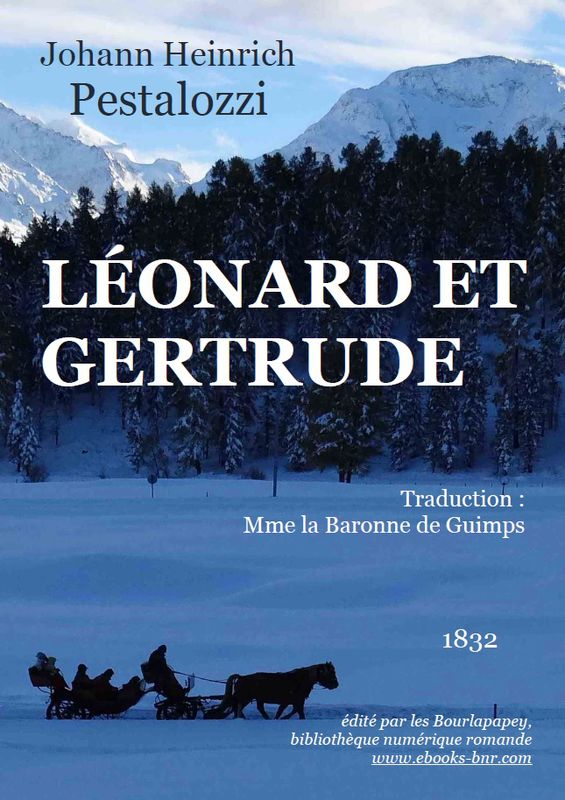 Johann Heinrich
Pestalozzi
LÉONARD ET
GERTRUDE
Traduction :
Mme la Baronne de Guimps
1832
édité par les Bourlapapey,
bibliothèque numérique romande
www.ebooks-bnr.com